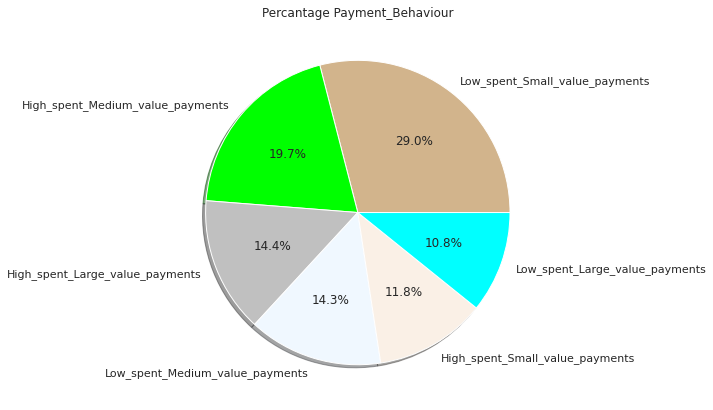 Percantage Payment_Behaviour
Low_spent_Small_value_payments
29.0%
High_spent_Medium_value_payments
19.7%
High_spent_Large_value_payments
14.4%
Low_spent_Medium_value_payments
14.3%
High_spent_Small_value_payments
11.8%
Low_spent_Large_value_payments
10.8%